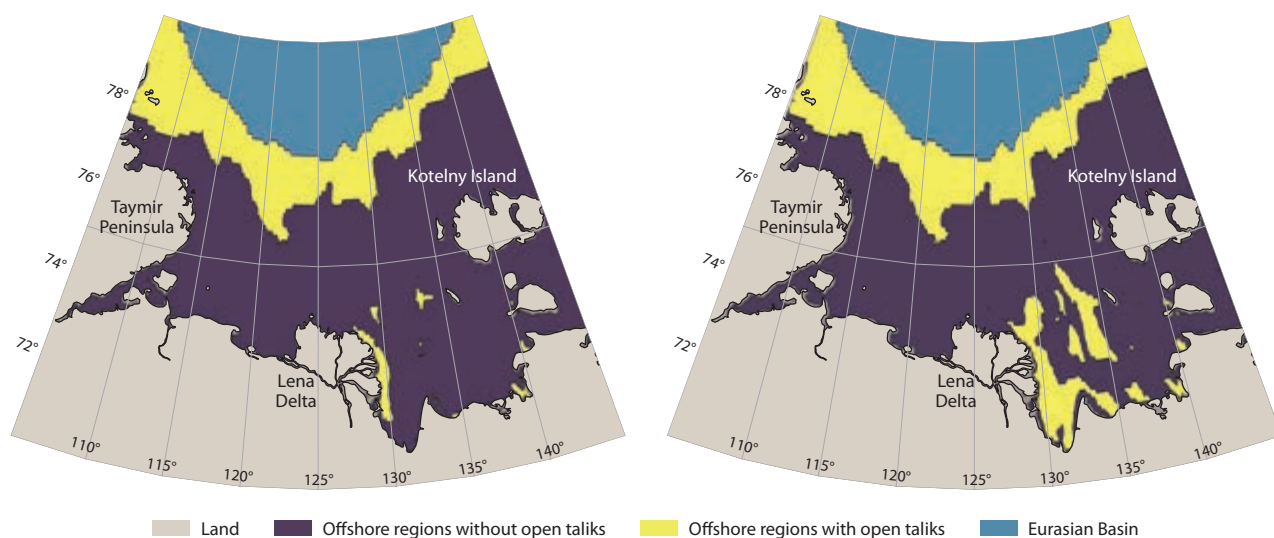 78°
76°
74°
72°
Kotelny Island
Taymir
Peninsula
Lena
Delta
110°
115°
120°
125°
130°
135°
140°
78°
76°
74°
72°
Kotelny Island
Taymir
Peninsula
Lena
Delta
110°
115°
120°
125°
130°
135°
140°
Land
Offshore regions without open taliks
Offshore regions with open taliks
Eurasian Basin